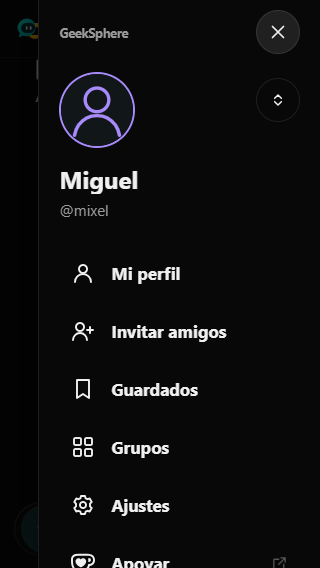 GeekSphere
Miguel
@mixel
Mi perfil
Invitar amigos
Guardados
Grupos
Ajustes
Apoyar